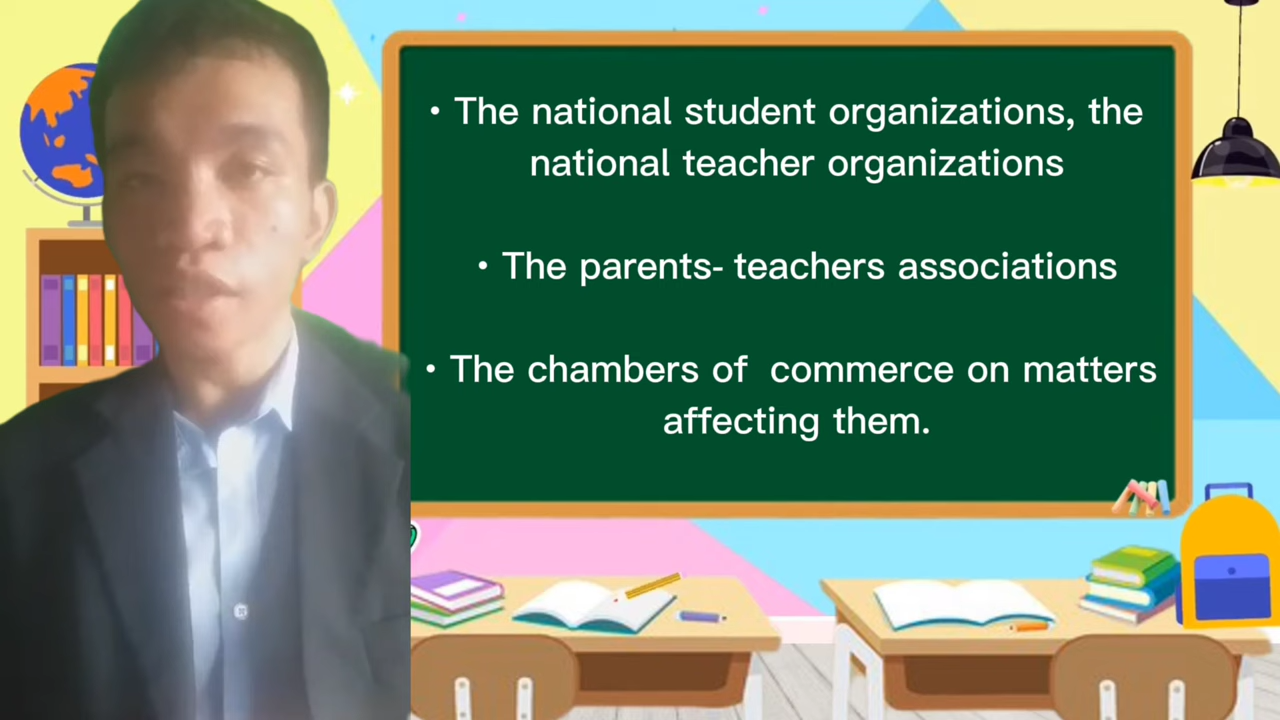 • The national student organizations, the
national teacher organizations
• The parents- teachers associations
• The chambers of  commerce on matters
affecting them.